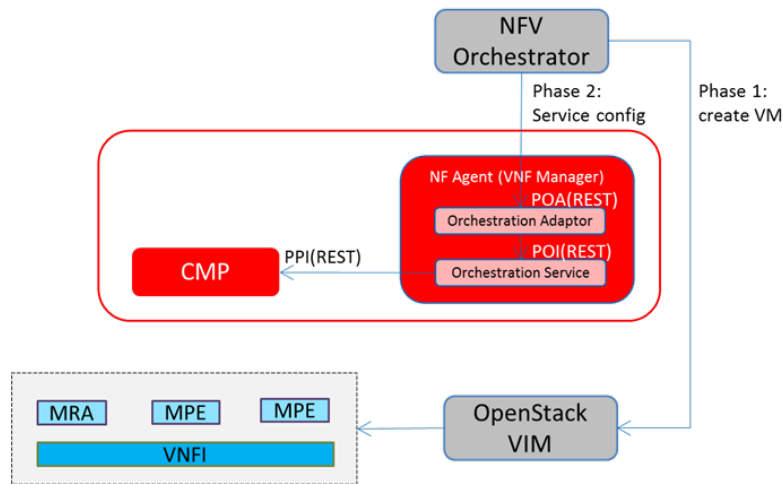 NFV
Orchestrator
Phase 2:
Service config
Phase 1:
create VM
NF Agent (VNF Manager)
POA(REST)
Orchestration Adaptor
POI(REST)
Orchestration Service
PPI(REST)
CMP
MRA
MPE
MPE
VNFI
OpenStack
VIM